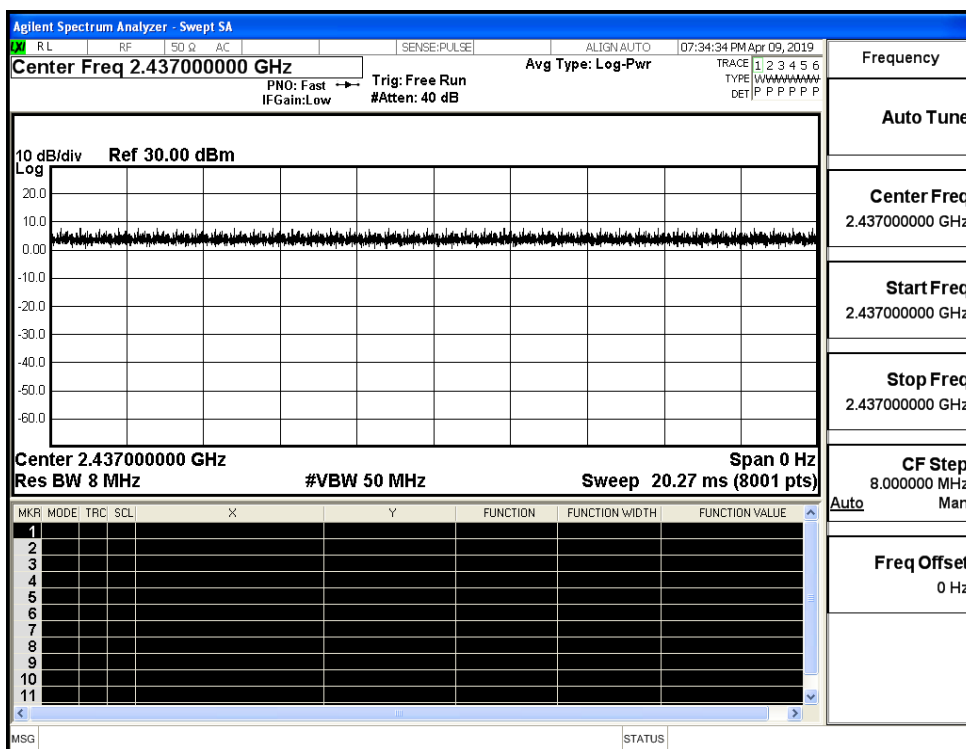 Agilent Spectrum Analyzer - Swept SA
LXI RL RF 50 Ω AC SENSE:PULSE ALIGN AUTO 07:34:34 PM Apr 09, 2019
Center Freq 2.437000000 GHz
PNO: Fast
IFGain:Low
Trig: Free Run
#Atten: 40 dB
Avg Type: Log-Pwr
TRACE 1 2 3 4 5 6
TYPE WWWWWW
DET P P P P P P
10 dB/div Ref 30.00 dBm
Log
20.0
10.0
0.00
-10.0
-20.0
-30.0
-40.0
-50.0
-60.0
Center 2.437000000 GHz Span 0 Hz
Res BW 8 MHz #VBW 50 MHz Sweep 20.27 ms (8001 pts)
MKR MODE TRC SCL X Y FUNCTION FUNCTION WIDTH FUNCTION VALUE
1
2
3
4
5
6
7
8
9
10
11
MSG STATUS
Frequency
Auto Tune
Center Freq
2.437000000 GHz
Start Freq
2.437000000 GHz
Stop Freq
2.437000000 GHz
CF Step
8.000000 MHz
Auto Man
Freq Offset
0 Hz